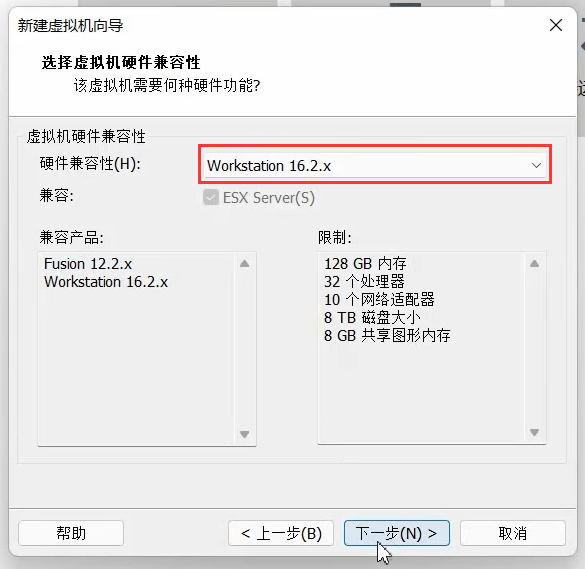 新建虚拟机向导
选择虚拟机硬件兼容性
该虚拟机需要何种硬件功能?
虚拟机硬件兼容性
硬件兼容性(H):
Workstation 16.2.x
兼容:
ESX Server(S)
兼容产品:
Fusion 12.2.x
Workstation 16.2.x
限制:
128 GB 内存
32 个处理器
10 个网络适配器
8 TB 磁盘大小
8 GB 共享图形内存
帮助
< 上一步(B)
下一步(N) >
取消